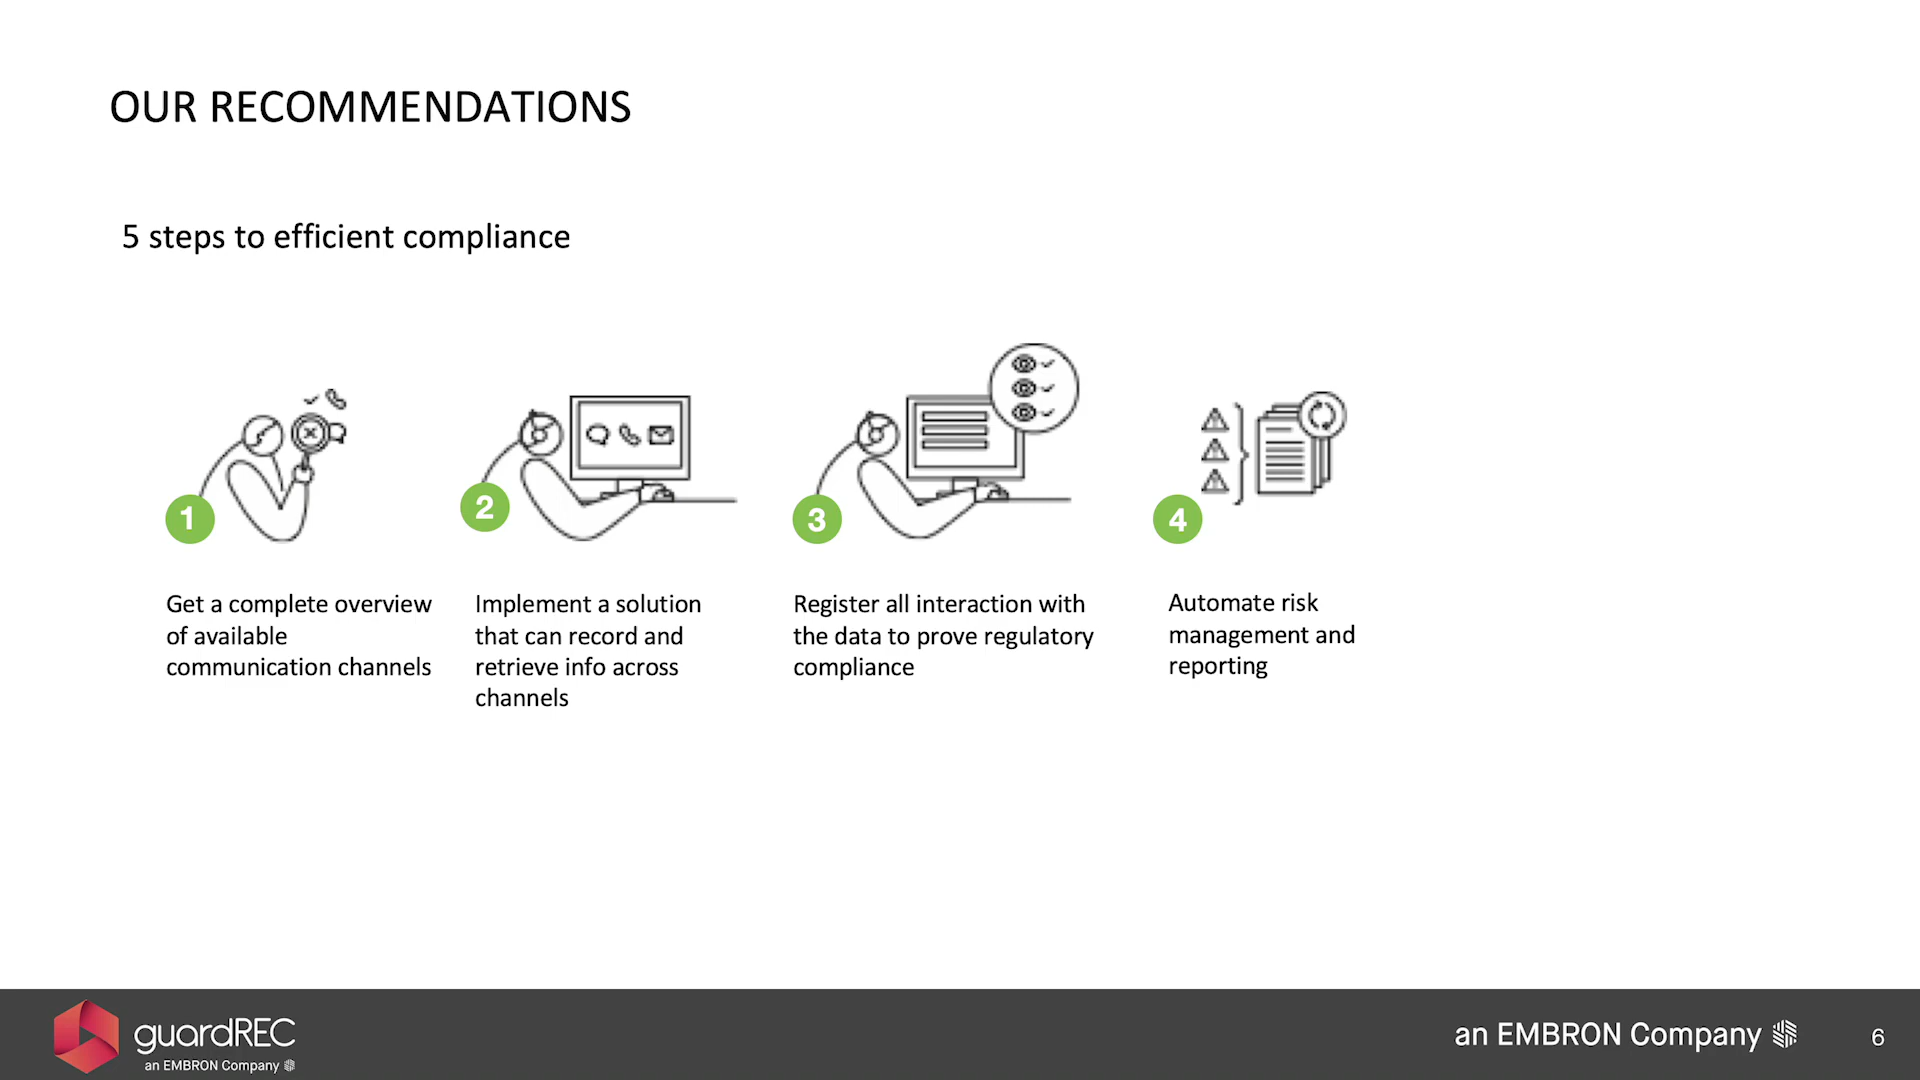 OUR RECOMMENDATIONS
5 steps to efficient compliance
1
Get a complete overview
of available
communication channels
2
Implement a solution
that can record and
retrieve info across
channels
3
Register all interaction with
the data to prove regulatory
compliance
4
Automate risk
management and
reporting
guardREC
an EMBRON Company
an EMBRON Company
6